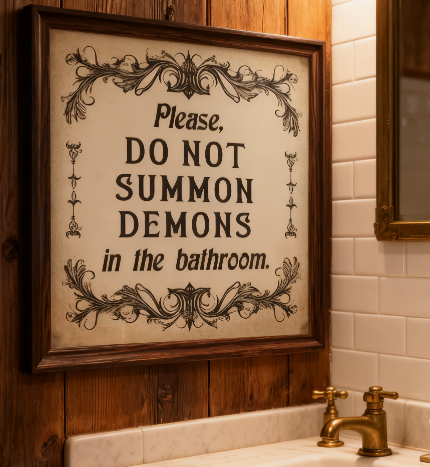 Please,
DO NOT
SUMMON
DEMONS
in the bathroom.